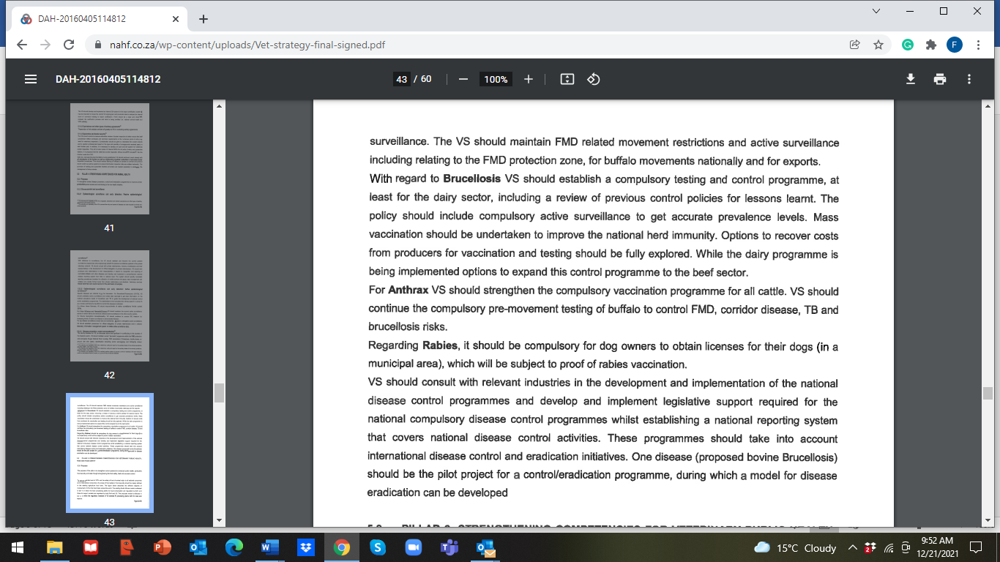 DAH-20160405114812
nahf.co.za/wp-content/uploads/Vet-strategy-final-signed.pdf
F
DAH-20160405114812
43 / 60
100%
41
42
43
surveillance. The VS should maintain FMD related movement restrictions and active surveillance
including testing to the FMD protection zone, for buffalo movements nationally and for exports.
With regard to Brucellosis VS should establish a compulsory testing and control programme, at
least for the dairy sector, including a review of previous control policies for lessons learnt. The
policy should include compulsory active surveillance to get accurate prevalence levels. Mass
vaccination should be undertaken to improve the national herd immunity. Options to recover costs
from producers for vaccination and testing should be fully explored. While the dairy programme is
being implemented options to expand this control programme to the beef sector.
For Anthrax VS should strengthen the compulsory vaccination programme for all cattle. VS should
continue the compulsory pre-movement testing of buffalo to control FMD, corridor disease, TB and
brucellosis risks.
Regarding Rabies, it should be compulsory for dog owners to obtain licenses for their dogs (in a
municipal area), which will be subject to proof of rabies vaccination.
VS should consult with relevant industries in the development and implementation of the national
disease control programmes and develop and implement legislative support required for the
national compulsory disease control programmes whilst establishing a national reporting system
that covers national disease control activities. These programmes should take into account
international disease control and eradication initiatives. One disease (proposed bovine Brucellosis)
should be the pilot project for a control/eradication programme, during which a model for disease
eradication can be developed
15°C Cloudy
9:52 AM
12/21/2021